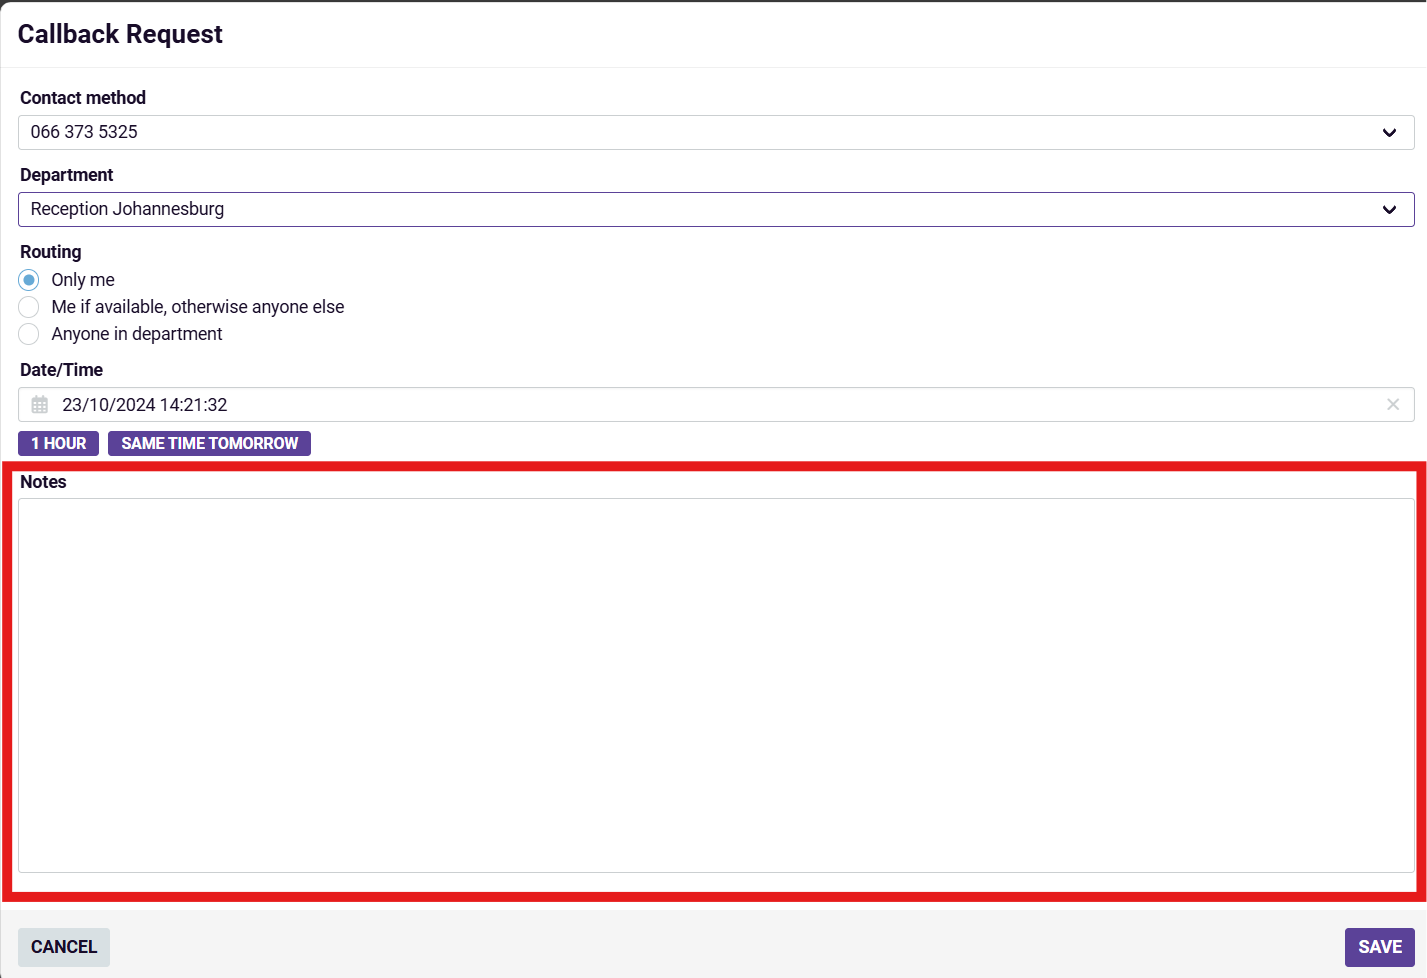 Callback Request
Contact method
066 373 5325
Department
Reception Johannesburg
Routing
Only me
Me if available, otherwise anyone else
Anyone in department
Date/Time
23/10/2024 14:21:32
1 HOUR SAME TIME TOMORROW
Notes
CANCEL SAVE